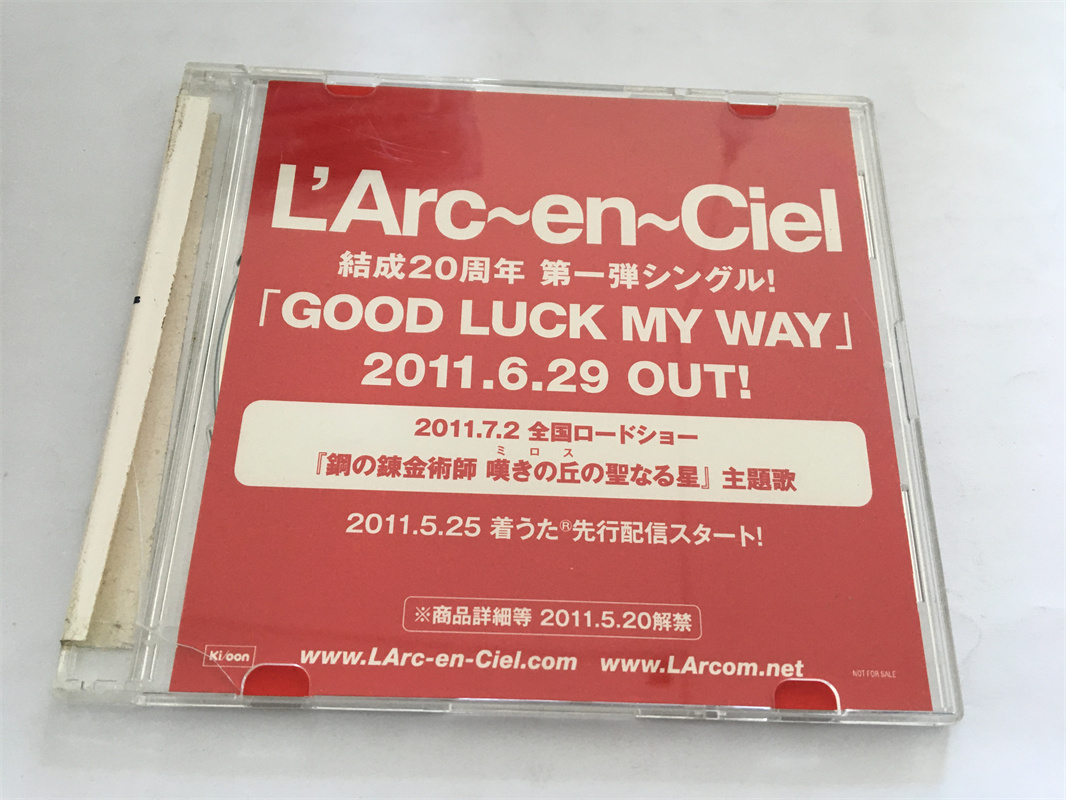 L'Arc~en~Ciel
結成20周年 第一弾シングル!
「GOOD LUCK MY WAY」
2011.6.29 OUT!
2011.7.2 全国ロードショー
ミロス
『鋼の錬金術師 嘆きの丘の聖なる星』主題歌
2011.5.25 着うた®先行配信スタート!
※商品詳細等 2011.5.20解禁
Ki/oon www.LArc-en-Ciel.com www.LArcom.net NOT FOR SALE